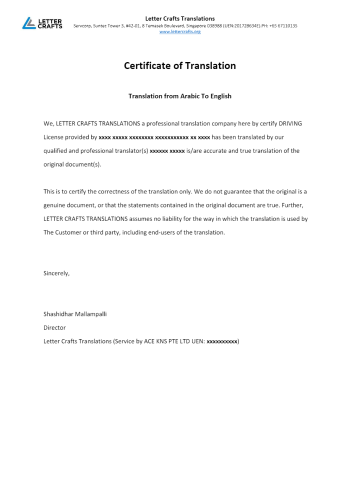 LETTER
CRAFTS
Letter Crafts Translations
Servcorp, Suntec Tower 3, #42-01, 8 Temasek Boulevard, Singapore 038988 (UEN:201728634E) PH: +65 67110135
www.lettercrafts.org
Certificate of Translation
Translation from Arabic To English
We, LETTER CRAFTS TRANSLATIONS a professional translation company here by certify DRIVING
License provided by xxxx xxxxx xxxxxxxx xxxxxxxxxxx xx xxxx has been translated by our
qualified and professional translator(s) xxxxxx xxxxx is/are accurate and true translation of the
original document(s).
This is to certify the correctness of the translation only. We do not guarantee that the original is a
genuine document, or that the statements contained in the original document are true. Further,
LETTER CRAFTS TRANSLATIONS assumes no liability for the way in which the translation is used by
The Customer or third party, including end-users of the translation.
Sincerely,
Shashidhar Mallampalli
Director
Letter Crafts Translations (Service by ACE KNS PTE LTD UEN: xxxxxxxxxx)